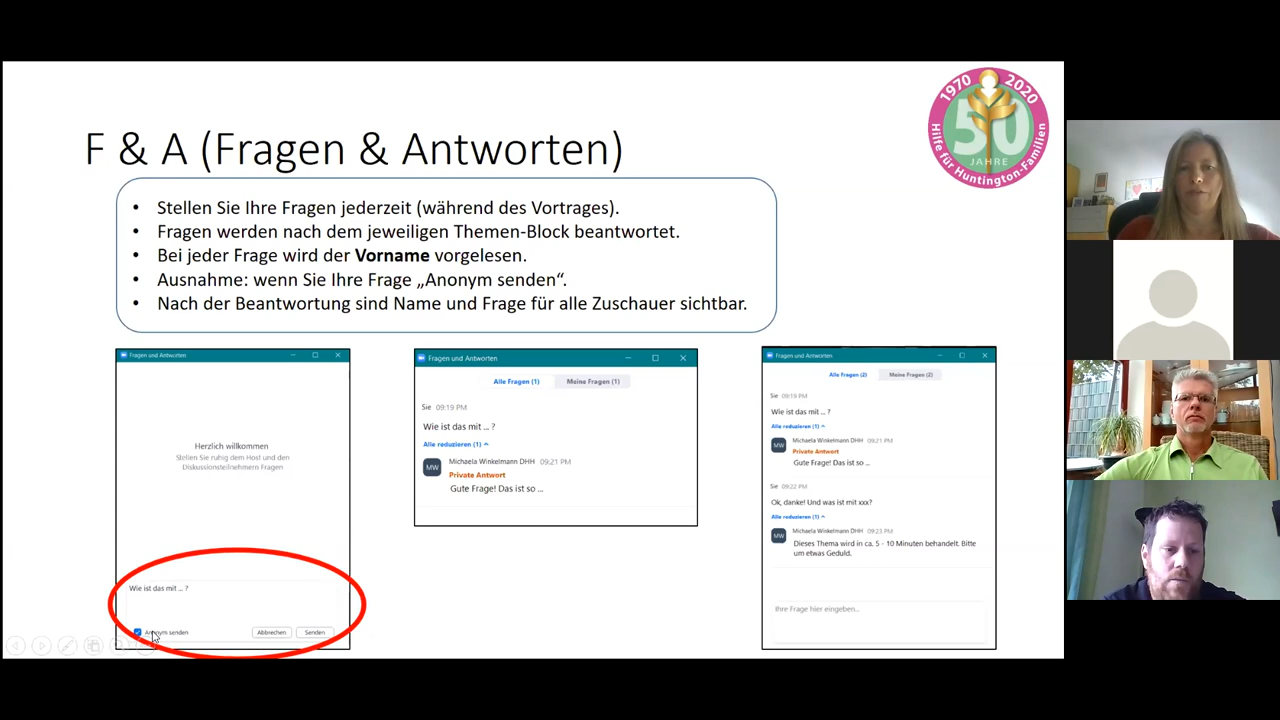 F & A (Fragen & Antworten)
1970 2020
50
JAHRE
Hilfe für Huntington-Familien
• Stellen Sie Ihre Fragen jederzeit (während des Vortrages).
• Fragen werden nach dem jeweiligen Themen-Block beantwortet.
• Bei jeder Frage wird der Vorname vorgelesen.
• Ausnahme: wenn Sie Ihre Frage „Anonym senden“.
• Nach der Beantwortung sind Name und Frage für alle Zuschauer sichtbar.
Fragen und Antworten
Herzlich willkommen
Stellen Sie ruhig dem Host und den
Diskussionsteilnehmern Fragen
Wie ist das mit ... ?
Anonym senden
Abbrechen
Senden
Fragen und Antworten
Alle Fragen (1)
Meine Fragen (1)
Sie 09:19 PM
Wie ist das mit ... ?
Alle reduzieren (1)
MW
Michaela Winkelmann DHH 09:21 PM
Private Antwort
Gute Frage! Das ist so ...
Fragen und Antworten
Alle Fragen (2)
Meine Fragen (2)
Sie 09:19 PM
Wie ist das mit ... ?
Alle reduzieren (1)
MW
Michaela Winkelmann DHH 09:21 PM
Private Antwort
Gute Frage! Das ist so ...
Sie 09:22 PM
Ok, danke! Und was ist mit xxx?
Alle reduzieren (1)
MW
Michaela Winkelmann DHH 09:23 PM
Dieses Thema wird in ca. 5 - 10 Minuten behandelt. Bitte
um etwas Geduld.
Ihre Frage hier eingeben...